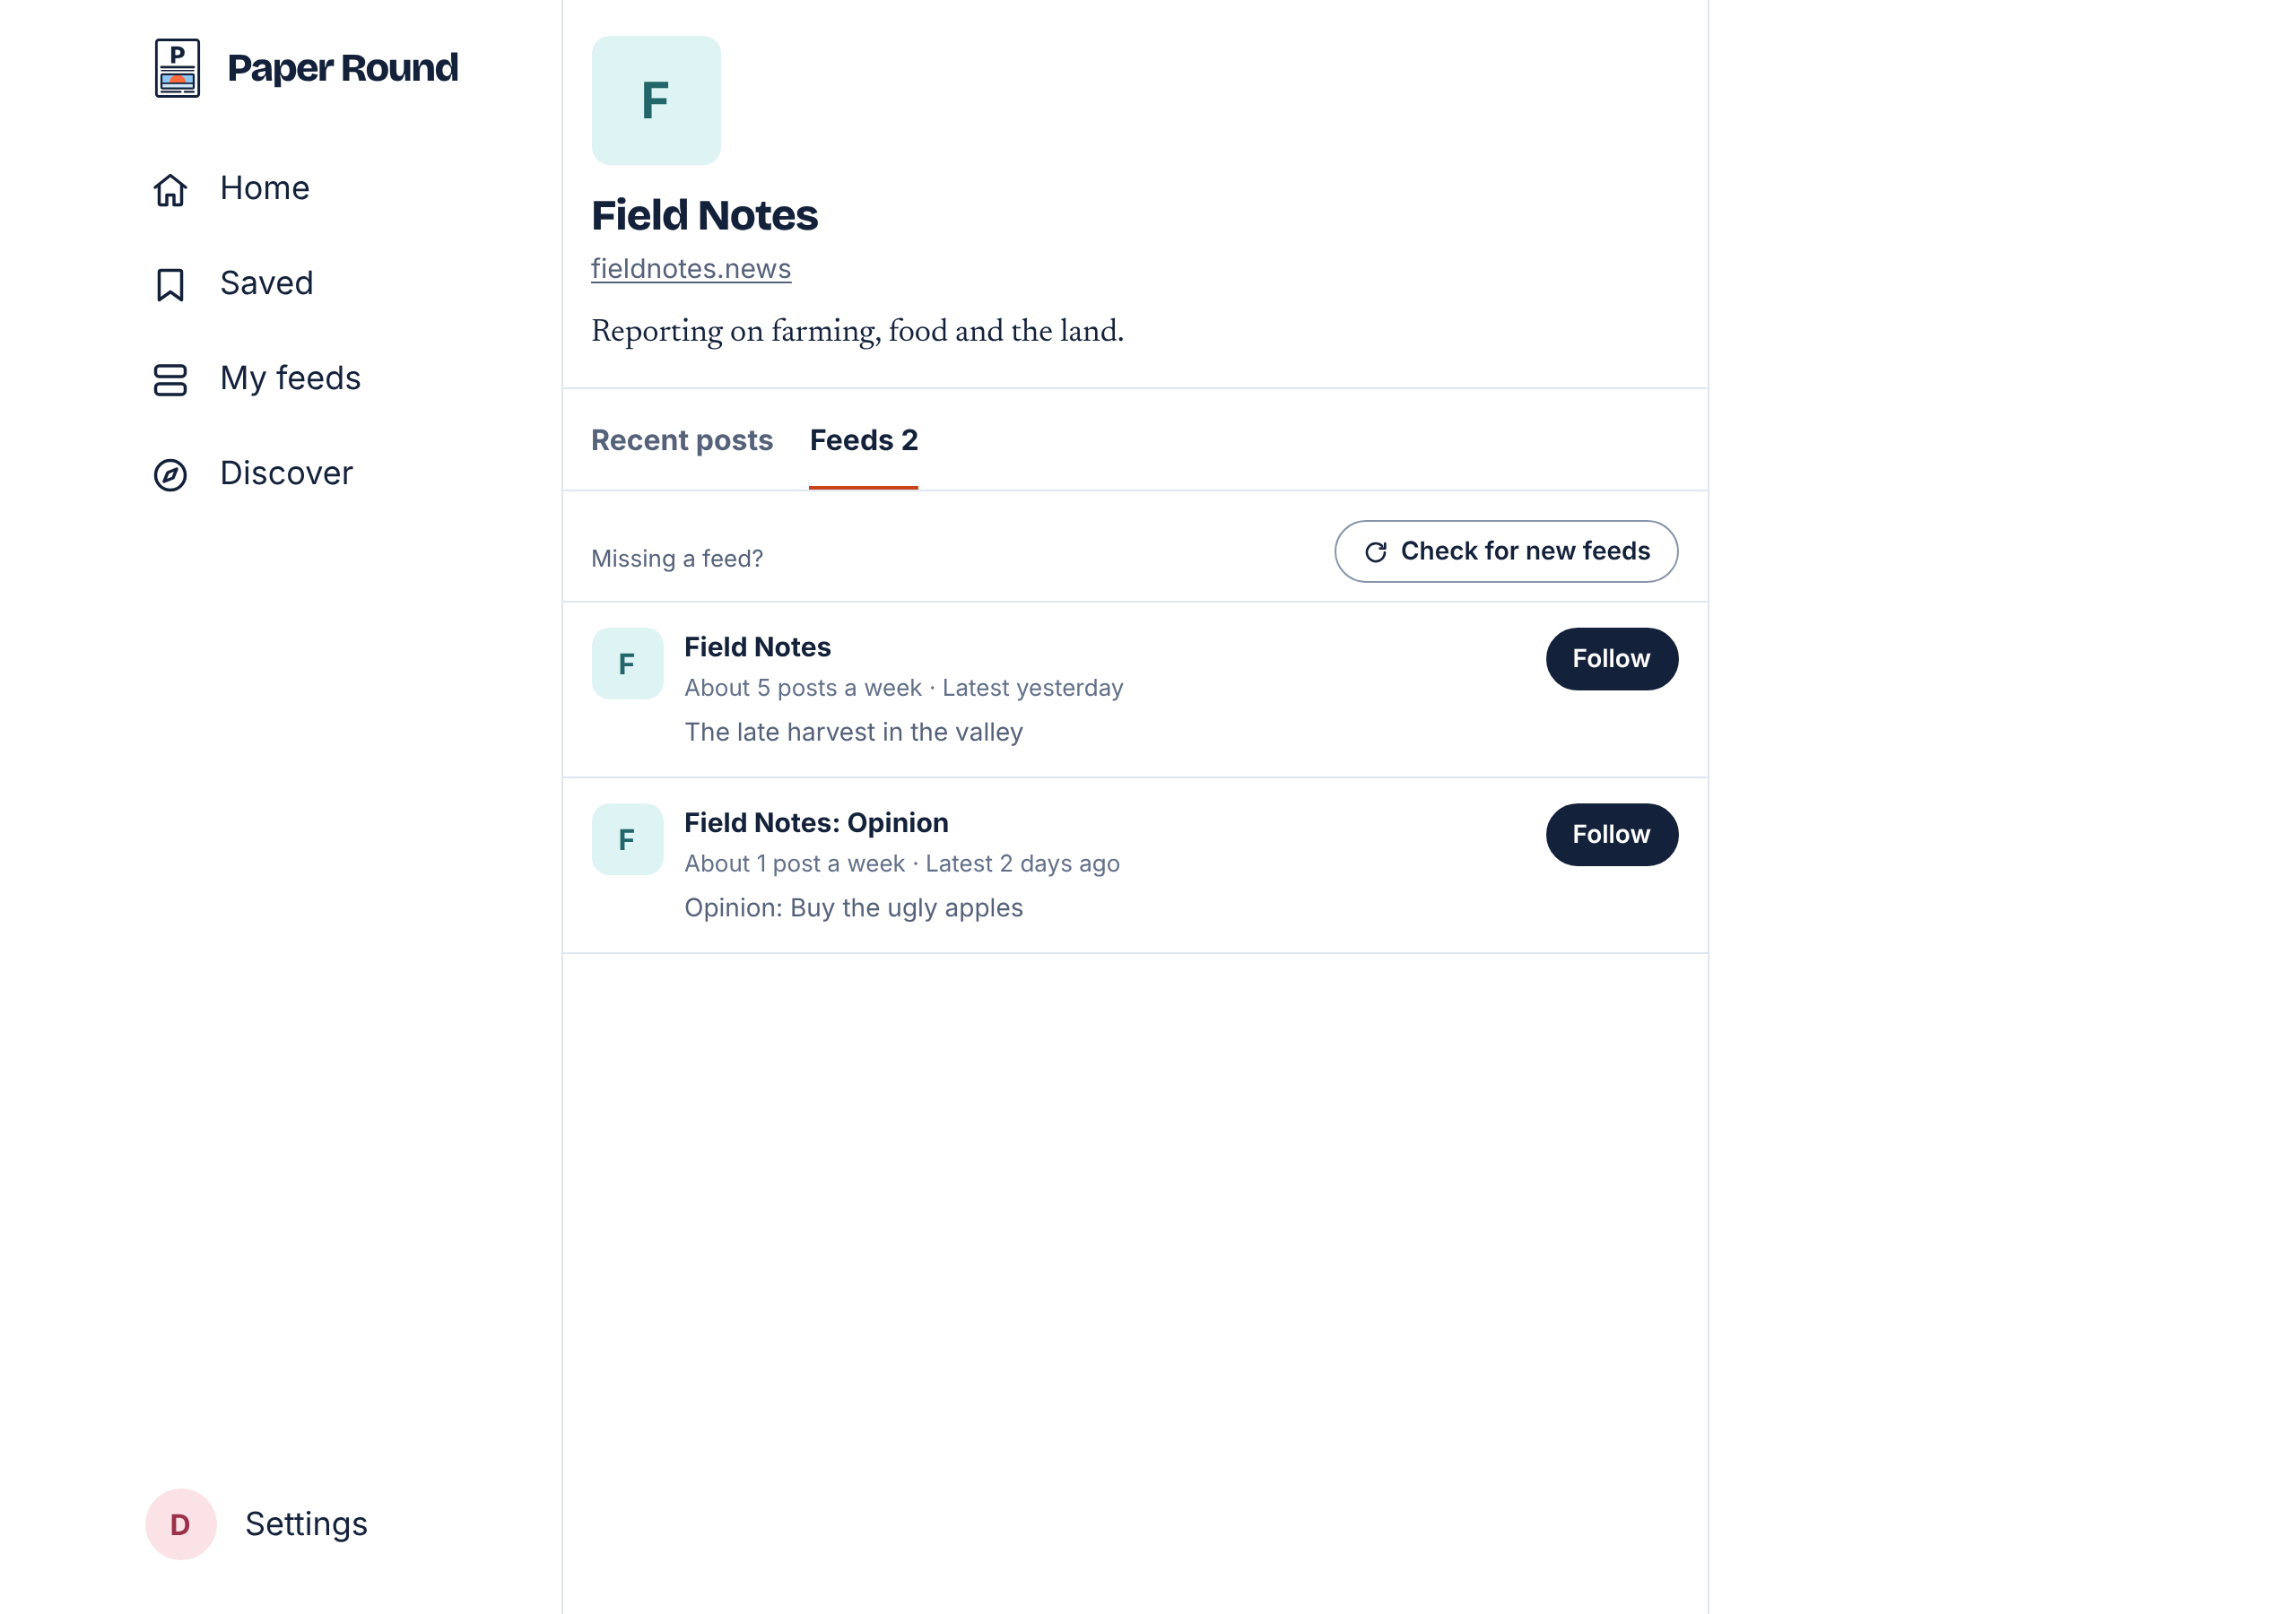 P
Paper Round
Home
Saved
My feeds
Discover
D
Settings
F
Field Notes
fieldnotes.news
Reporting on farming, food and the land.
Recent posts
Feeds 2
Missing a feed?
Check for new feeds
F
Field Notes
About 5 posts a week · Latest yesterday
The late harvest in the valley
Follow
F
Field Notes: Opinion
About 1 post a week · Latest 2 days ago
Opinion: Buy the ugly apples
Follow